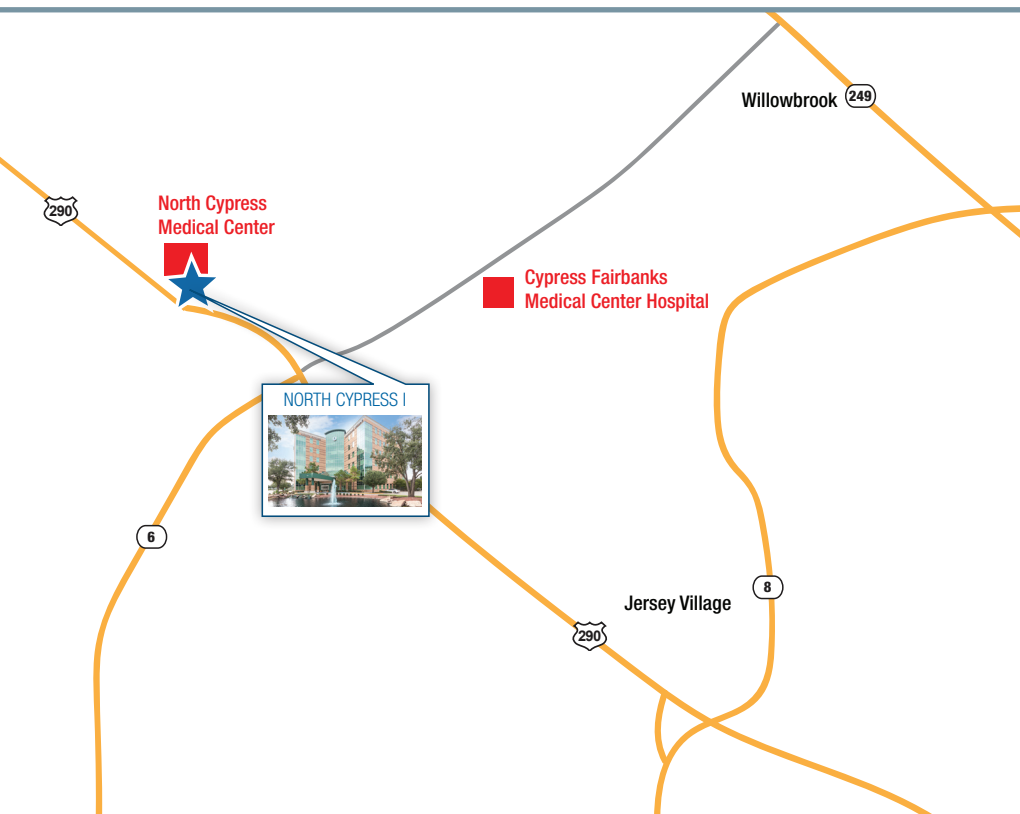 Willowbrook
249
290
North Cypress
Medical Center
Cypress Fairbanks
Medical Center Hospital
NORTH CYPRESS I
6
Jersey Village
8
290